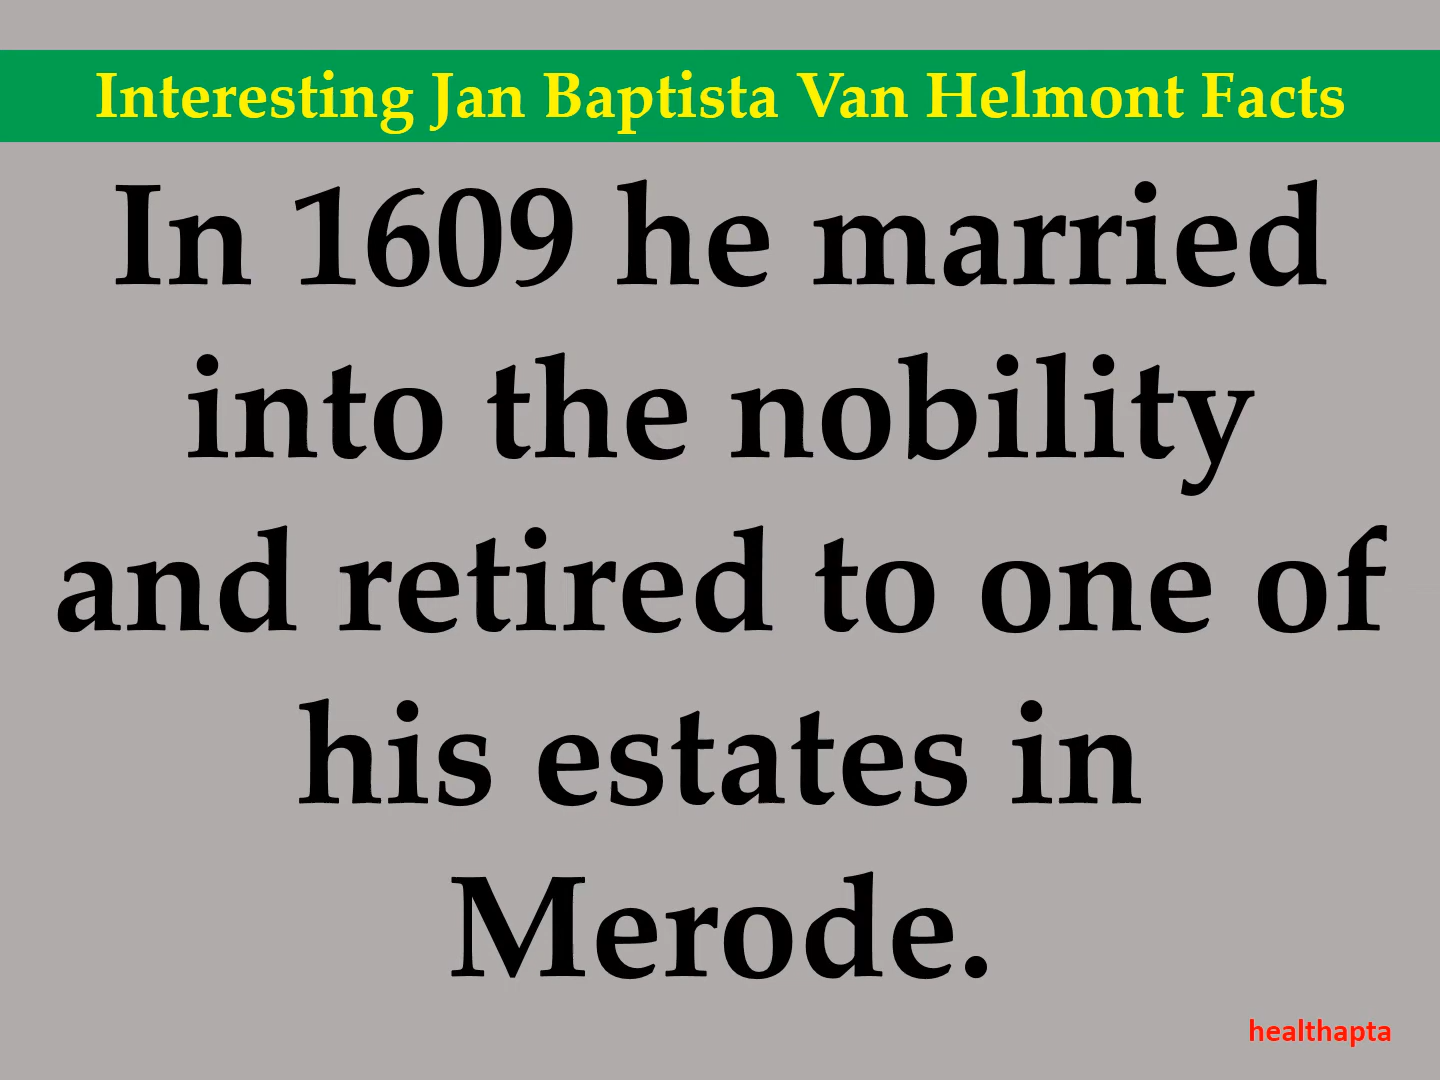 Interesting Jan Baptista Van Helmont Facts
In 1609 he married
into the nobility
and retired to one of
his estates in
Merode.
healthapta